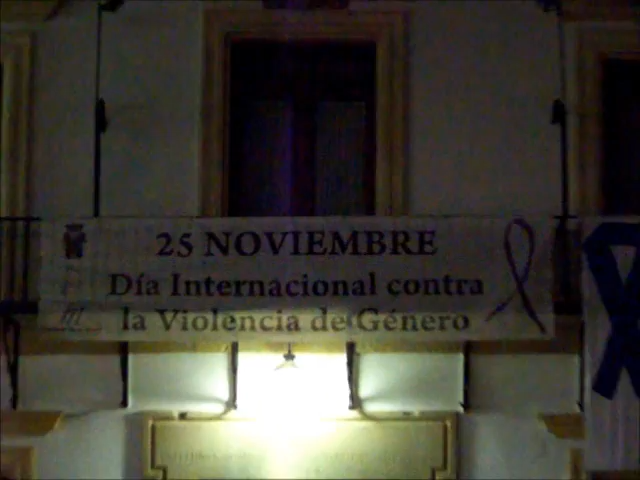 25 NOVIEMBRE
Día Internacional contra
la Violencia de Género